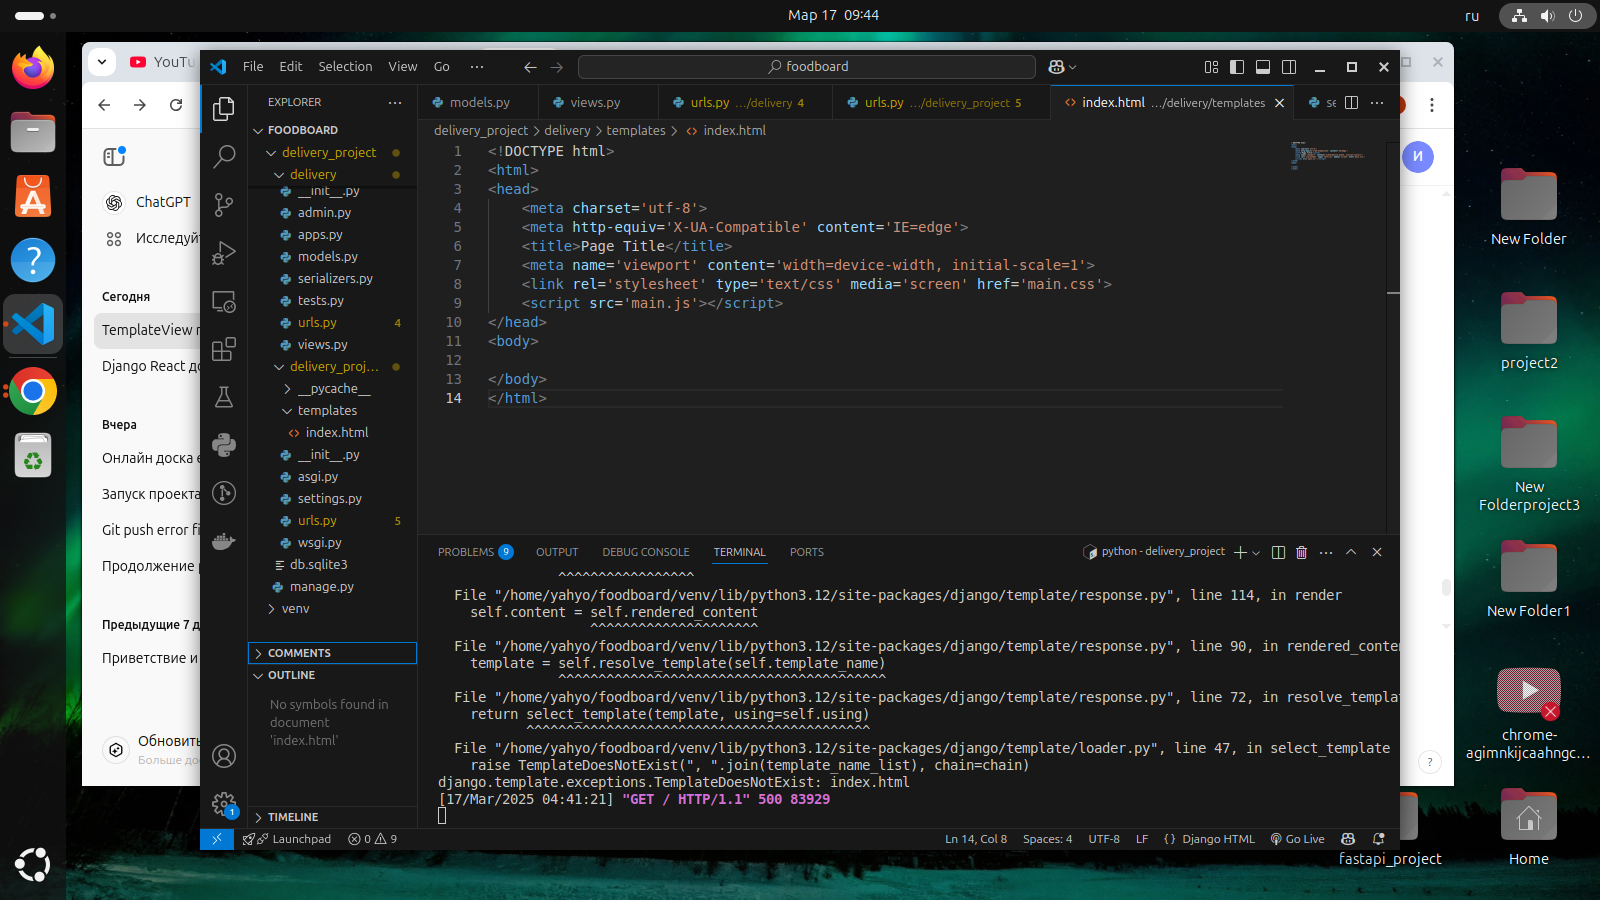 Мар 17 09:44
ru
YouTu
File Edit Selection View Go ···
foodboard
EXPLORER
FOODBOARD
delivery_project
delivery
__init__.py
admin.py
apps.py
models.py
serializers.py
tests.py
urls.py 4
views.py
delivery_proj...
__pycache__
templates
index.html
__init__.py
asgi.py
settings.py
urls.py 5
wsgi.py
db.sqlite3
manage.py
venv
COMMENTS
OUTLINE
No symbols found in
document
'index.html'
TIMELINE
models.py
views.py
urls.py .../delivery 4
urls.py .../delivery_project 5
index.html .../delivery/templates
se
delivery_project > delivery > templates > index.html
1 <!DOCTYPE html>
2 <html>
3 <head>
4 <meta charset='utf-8'>
5 <meta http-equiv='X-UA-Compatible' content='IE=edge'>
6 <title>Page Title</title>
7 <meta name='viewport' content='width=device-width, initial-scale=1'>
8 <link rel='stylesheet' type='text/css' media='screen' href='main.css'>
9 <script src='main.js'></script>
10 </head>
11 <body>
12
13 </body>
14 </html>
PROBLEMS 9 OUTPUT DEBUG CONSOLE TERMINAL PORTS
python - delivery_project
^^^^^^^^^^^^^^^^^
File "/home/yahyo/foodboard/venv/lib/python3.12/site-packages/django/template/response.py", line 114, in render
self.content = self.rendered_content
^^^^^^^^^^^^^^^^^^^^^
File "/home/yahyo/foodboard/venv/lib/python3.12/site-packages/django/template/response.py", line 90, in rendered_conte
template = self.resolve_template(self.template_name)
^^^^^^^^^^^^^^^^^^^^^^^^^^^^^^^^^^^^^^^^^
File "/home/yahyo/foodboard/venv/lib/python3.12/site-packages/django/template/response.py", line 72, in resolve_templat
return select_template(template, using=self.using)
^^^^^^^^^^^^^^^^^^^^^^^^^^^^^^^^^^^^^^^^^^^
File "/home/yahyo/foodboard/venv/lib/python3.12/site-packages/django/template/loader.py", line 47, in select_template
raise TemplateDoesNotExist(", ".join(template_name_list), chain=chain)
django.template.exceptions.TemplateDoesNotExist: index.html
[17/Mar/2025 04:41:21] "GET / HTTP/1.1" 500 83929
1
Launchpad 0 9
Ln 14, Col 8 Spaces: 4 UTF-8 LF {} Django HTML Go Live
ChatGPT
Исследуйт
Сегодня
TemplateView п
Django React до
Вчера
Онлайн доска е
Запуск проекта
Git push error fi
Продолжение р
Предыдущие 7 д
Приветствие и
Обновить
Больше дос
И
?
New Folder
project2
New
Folderproject3
New Folder1
chrome-
agimnkijcaahngc...
fastapi_project
Home